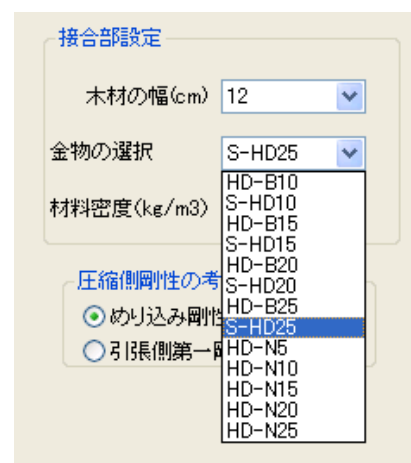 接合部設定
木材の幅(cm) 12
金物の選択 S-HD25
HD-B10
S-HD10
HD-B15
材料密度(kg/m3)
S-HD15
HD-B20
S-HD20
圧縮側剛性の考
HD-B25
めり込み剛性
S-HD25
引張側第一
HD-N5
HD-N10
HD-N15
HD-N20
HD-N25